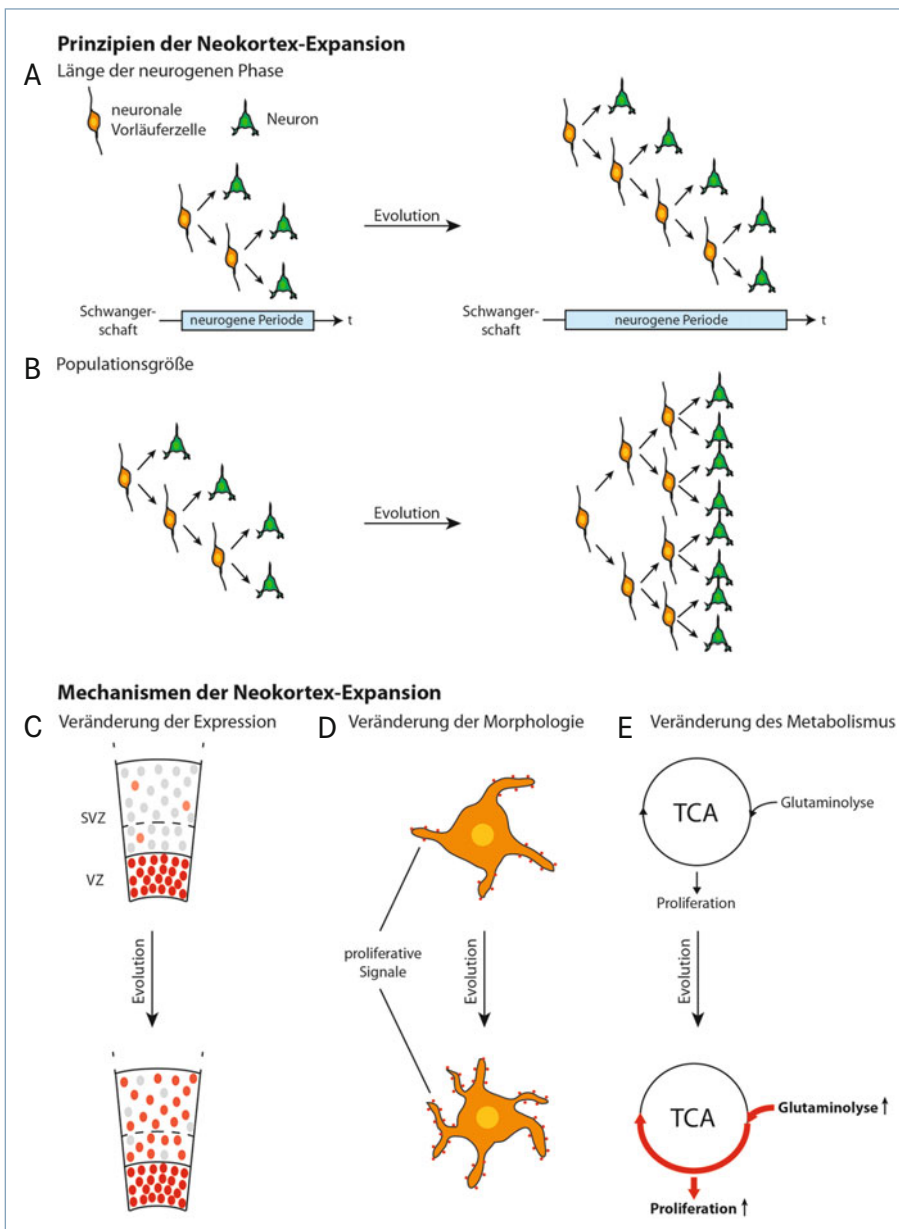 Prinzipien der Neokortex-Expansion
A Länge der neurogenen Phase
neuronale
Vorläuferzelle
Neuron
Evolution
Schwanger-
schaft
neurogene Periode
t
Schwanger-
schaft
neurogene Periode
t
B Populationsgröße
Evolution
Mechanismen der Neokortex-Expansion
C Veränderung der Expression
SVZ
VZ
Evolution
D Veränderung der Morphologie
proliferative
Signale
Evolution
E Veränderung des Metabolismus
TCA
Glutaminolyse
Proliferation
Evolution
TCA
Glutaminolyse ↑
Proliferation ↑